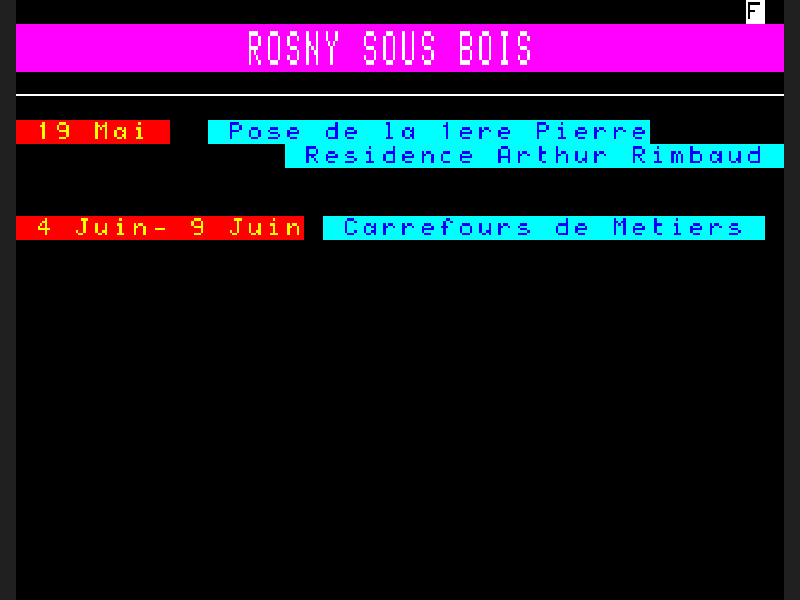 F
ROSNY SOUS BOIS
19 Mai Pose de la 1ere Pierre
Residence Arthur Rimbaud
4 Juin- 9 Juin Carrefours de Metiers